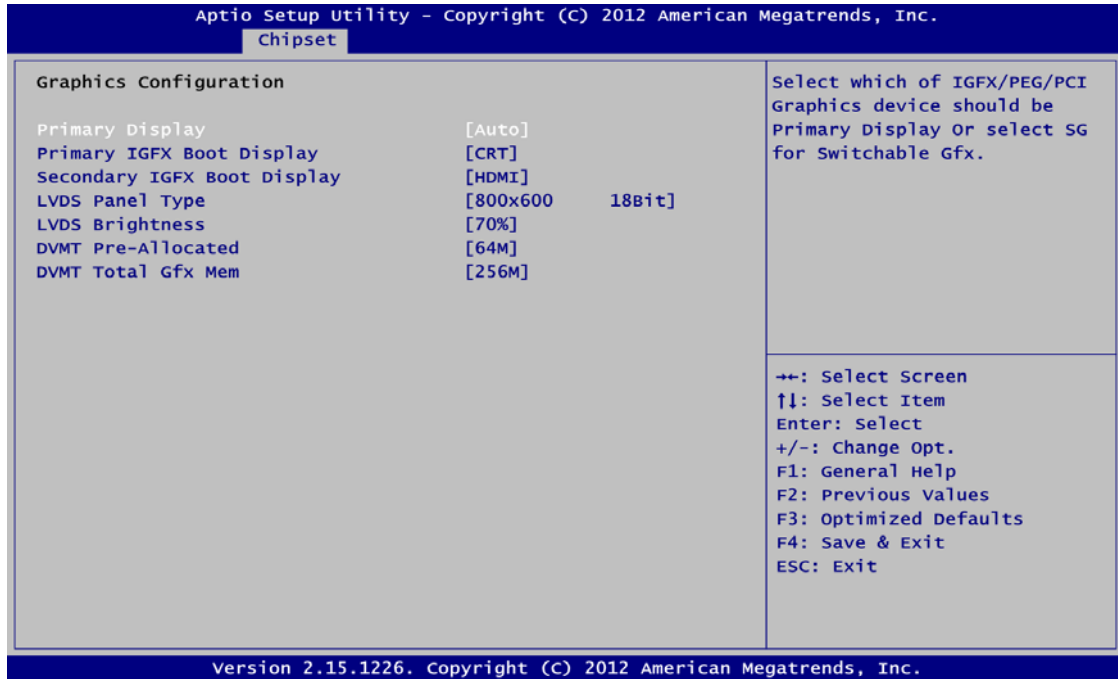 Aptio Setup Utility - Copyright (C) 2012 American Megatrends, Inc.
Chipset
Graphics Configuration
Primary Display [Auto]
Primary IGFX Boot Display [CRT]
Secondary IGFX Boot Display [HDMI]
LVDS Panel Type [800x600 18Bit]
LVDS Brightness [70%]
DVMT Pre-Allocated [64M]
DVMT Total Gfx Mem [256M]
Select which of IGFX/PEG/PCI
Graphics device should be
Primary Display Or select SG
for Switchable Gfx.
→←: Select Screen
↑↓: Select Item
Enter: Select
+/-: Change Opt.
F1: General Help
F2: Previous Values
F3: Optimized Defaults
F4: Save & Exit
ESC: Exit
Version 2.15.1226. Copyright (C) 2012 American Megatrends, Inc.